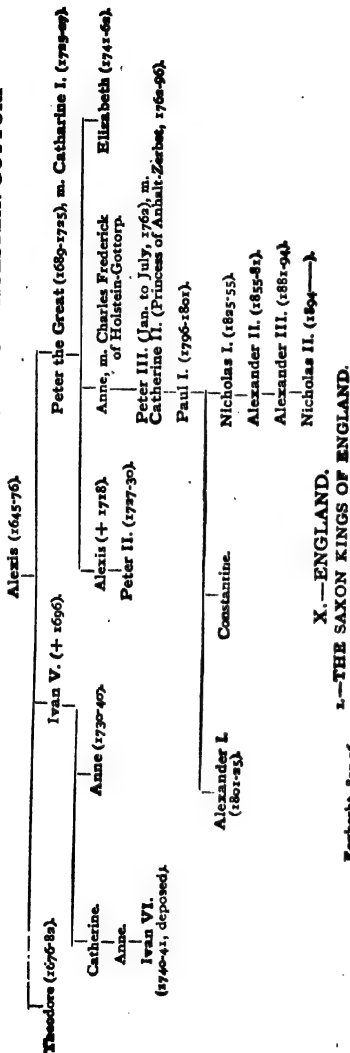 Alexis (1645-76).
Theodore (1676-82).
Ivan V. (+ 1696).
Peter the Great (1689-1725), m. Catharine I. (1725-27).
Catherine.
Anne (1730-40).
Alexis (+ 1718).
Anne, m. Charles Frederick
of Holstein-Gottorp.
Elizabeth (1741-62).
Anne.
Peter II. (1727-30).
Peter III. (Jan. to July, 1762), m.
Catherine II. (Princess of Anhalt-Zerbst, 1762-96).
Ivan VI.
(1740-41, deposed).
Paul I. (1796-1801).
Alexander I.
(1801-25).
Constantine.
Nicholas I. (1825-55).
Alexander II. (1855-81).
Alexander III. (1881-94).
Nicholas II. (1894——).
X.—ENGLAND.
1.—THE SAXON KINGS OF ENGLAND.